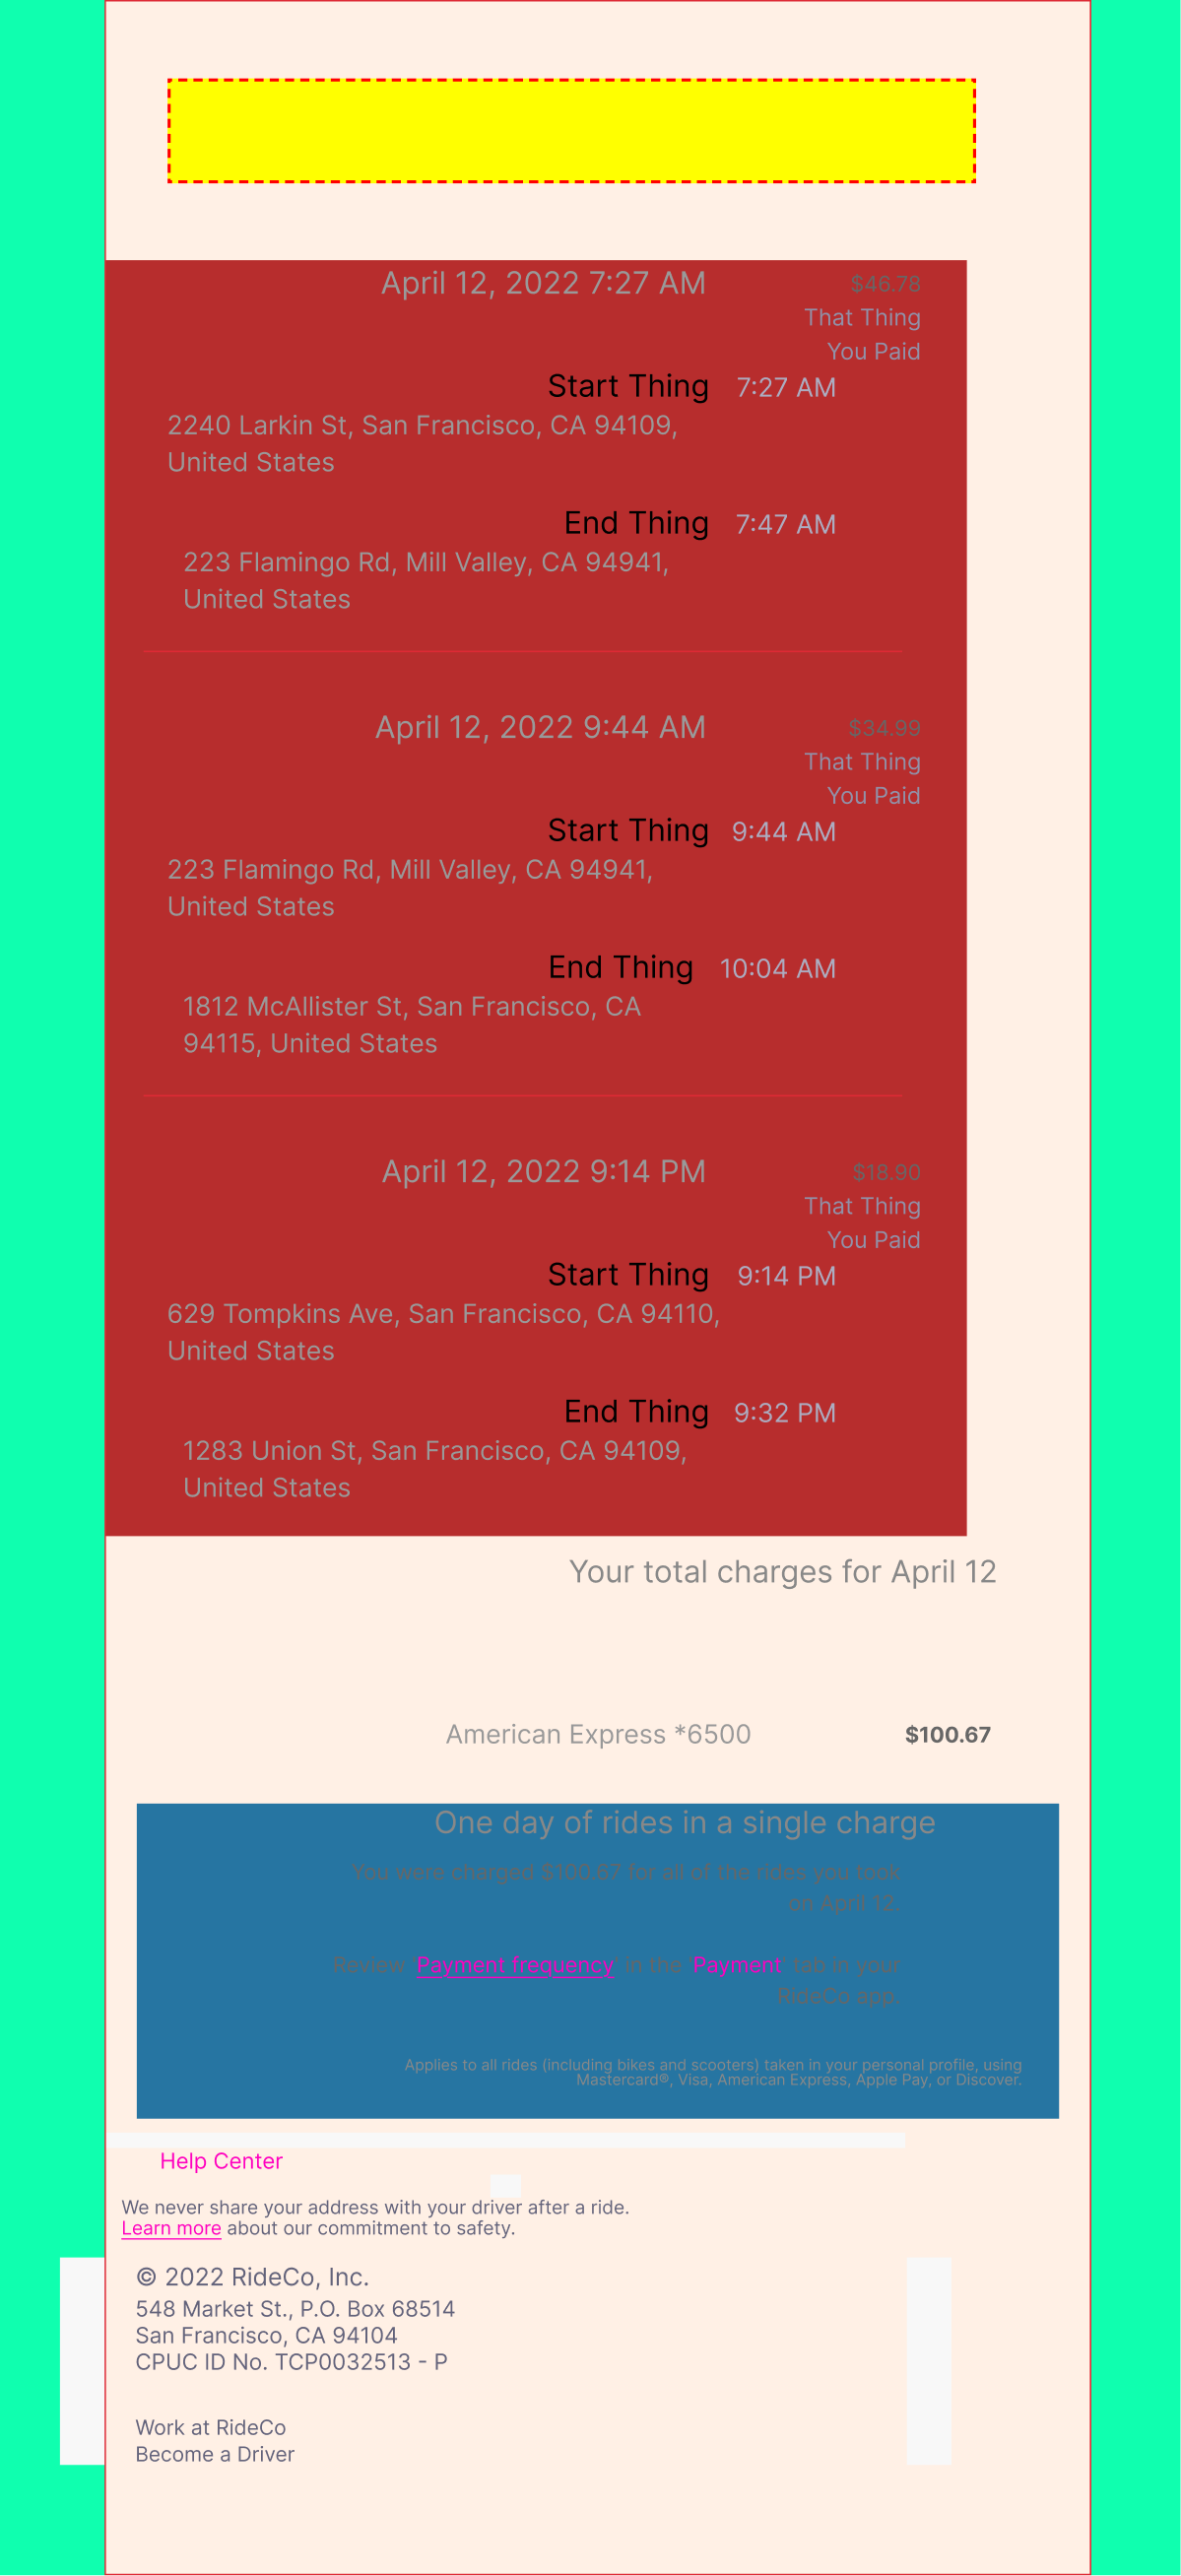 April 12, 2022 7:27 AM
$46.78
That Thing
You Paid
Start Thing 7:27 AM
2240 Larkin St, San Francisco, CA 94109,
United States
End Thing 7:47 AM
223 Flamingo Rd, Mill Valley, CA 94941,
United States
April 12, 2022 9:44 AM
$34.99
That Thing
You Paid
Start Thing 9:44 AM
223 Flamingo Rd, Mill Valley, CA 94941,
United States
End Thing 10:04 AM
1812 McAllister St, San Francisco, CA
94115, United States
April 12, 2022 9:14 PM
$18.90
That Thing
You Paid
Start Thing 9:14 PM
629 Tompkins Ave, San Francisco, CA 94110,
United States
End Thing 9:32 PM
1283 Union St, San Francisco, CA 94109,
United States
Your total charges for April 12
American Express *6500 $100.67
One day of rides in a single charge
You were charged $100.67 for all of the rides you took
on April 12.
Review 'Payment frequency' in the 'Payment' tab in your
RideCo app.
Applies to all rides (including bikes and scooters) taken in your personal profile, using
Mastercard®, Visa, American Express, Apple Pay, or Discover.
Help Center
We never share your address with your driver after a ride.
Learn more about our commitment to safety.
© 2022 RideCo, Inc.
548 Market St., P.O. Box 68514
San Francisco, CA 94104
CPUC ID No. TCP0032513 - P
Work at RideCo
Become a Driver